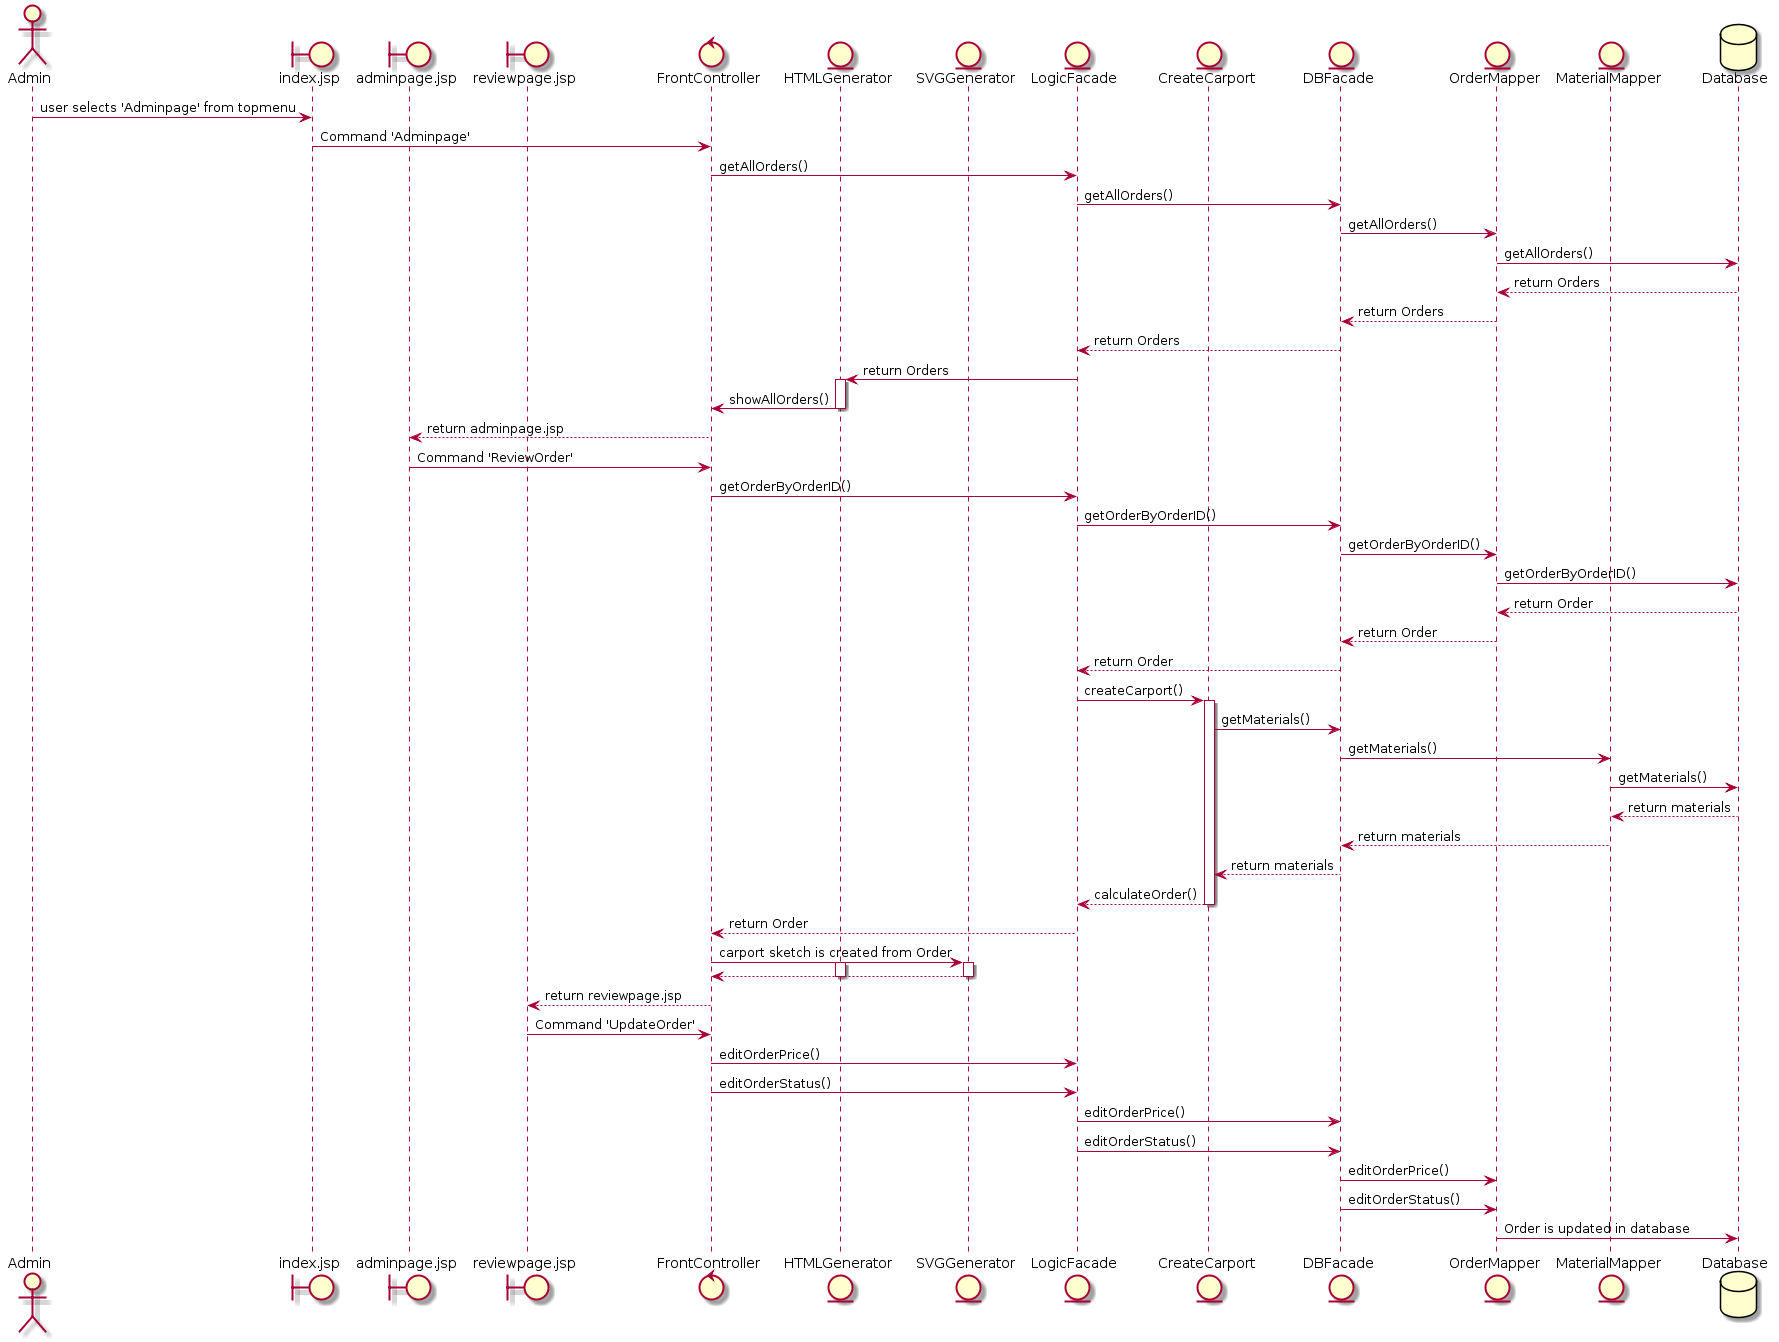 Admin
index.jsp
adminpage.jsp
reviewpage.jsp
FrontController
HTMLGenerator
SVGGenerator
LogicFacade
CreateCarport
DBFacade
OrderMapper
MaterialMapper
Database
user selects 'Adminpage' from topmenu
Command 'Adminpage'
getAllOrders()
getAllOrders()
getAllOrders()
getAllOrders()
return Orders
return Orders
return Orders
return Orders
showAllOrders()
return adminpage.jsp
Command 'ReviewOrder'
getOrderByOrderID()
getOrderByOrderID()
getOrderByOrderID()
getOrderByOrderID()
return Order
return Order
return Order
createCarport()
getMaterials()
getMaterials()
getMaterials()
return materials
return materials
return materials
calculateOrder()
return Order
carport sketch is created from Order
return reviewpage.jsp
Command 'UpdateOrder'
editOrderPrice()
editOrderStatus()
editOrderPrice()
editOrderStatus()
editOrderPrice()
editOrderStatus()
Order is updated in database
Admin
index.jsp
adminpage.jsp
reviewpage.jsp
FrontController
HTMLGenerator
SVGGenerator
LogicFacade
CreateCarport
DBFacade
OrderMapper
MaterialMapper
Database